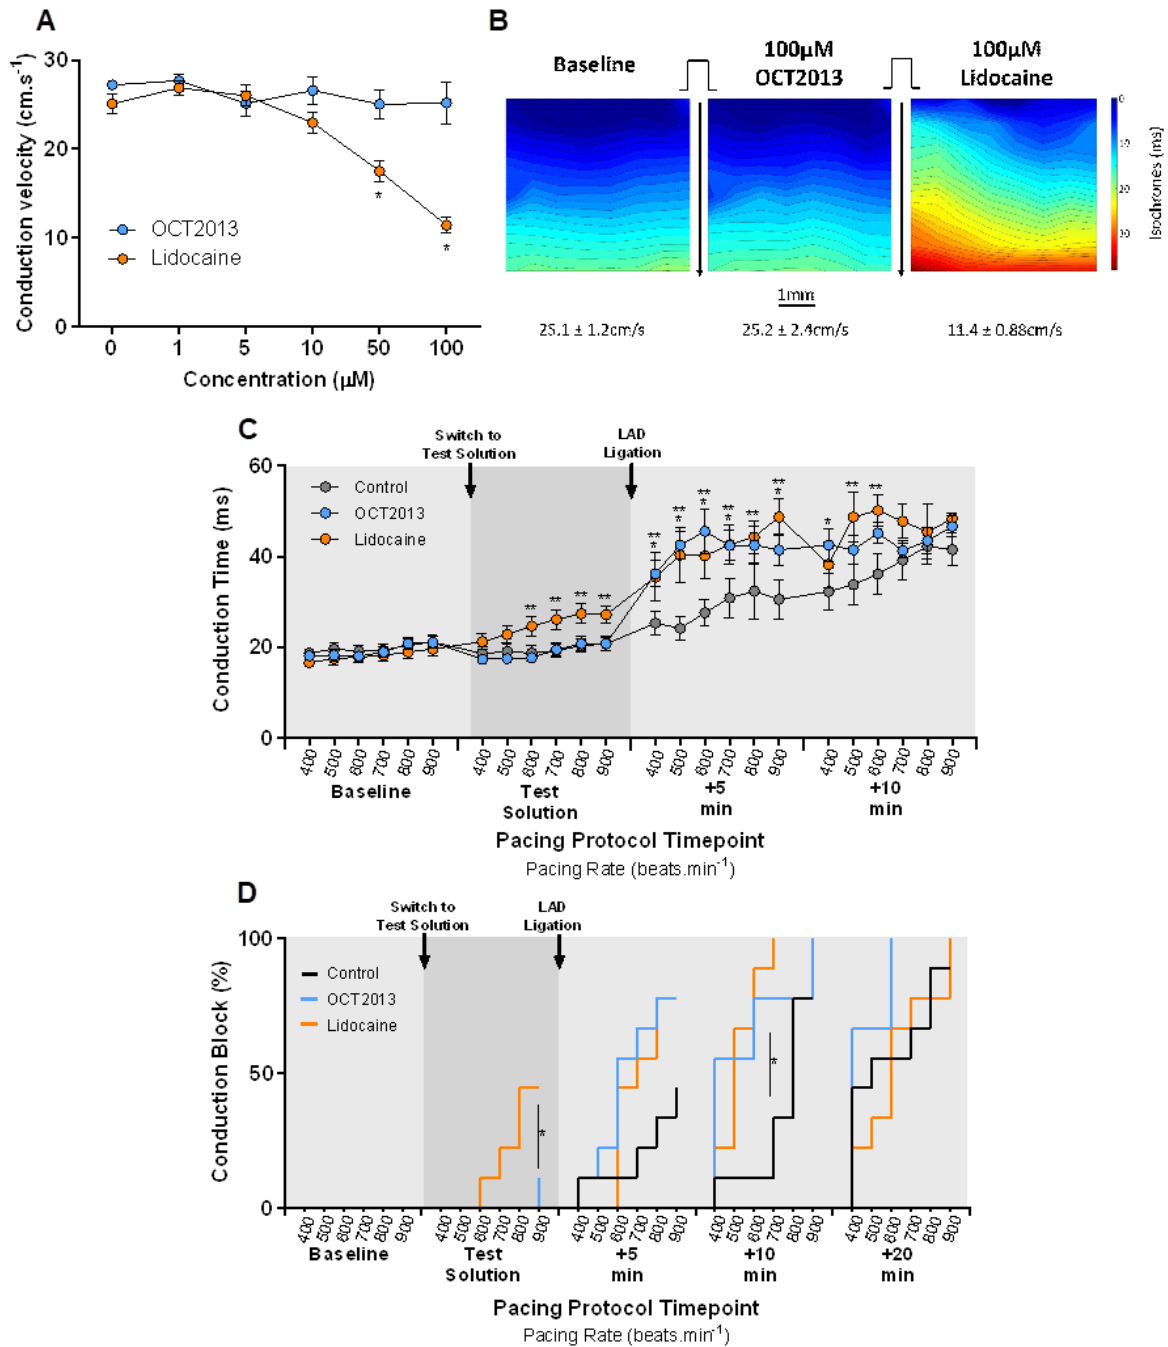 A
Conduction velocity (cm.s-1)
30
20
10
0
OCT2013
Lidocaine
0 1 5 10 50 100
* *
Concentration (µM)
B
Baseline
100µM
OCT2013
100µM
Lidocaine
0
10
20
30
Isochrones (ms)
1mm
25.1 ± 1.2cm/s
25.2 ± 2.4cm/s
11.4 ± 0.88cm/s
C
Switch to
Test Solution
LAD
Ligation
Conduction Time (ms)
60
40
20
0
Control
OCT2013
Lidocaine
** ** ** **
** ** ** ** ** **
* * * * *
* ** **
400 500 600 700 800 900 400 500 600 700 800 900 400 500 600 700 800 900 400 500 600 700 800 900
Baseline
Test
Solution
+5
min
+10
min
Pacing Protocol Timepoint
Pacing Rate (beats.min-1)
D
Switch to
Test Solution
LAD
Ligation
Conduction Block (%)
100
50
0
Control
OCT2013
Lidocaine
* *
400 500 600 700 800 900 400 500 600 700 800 900 400 500 600 700 800 900 400 500 600 700 800 900 400 500 600 700 800 900
Baseline
Test
Solution
+5
min
+10
min
+20
min
Pacing Protocol Timepoint
Pacing Rate (beats.min-1)